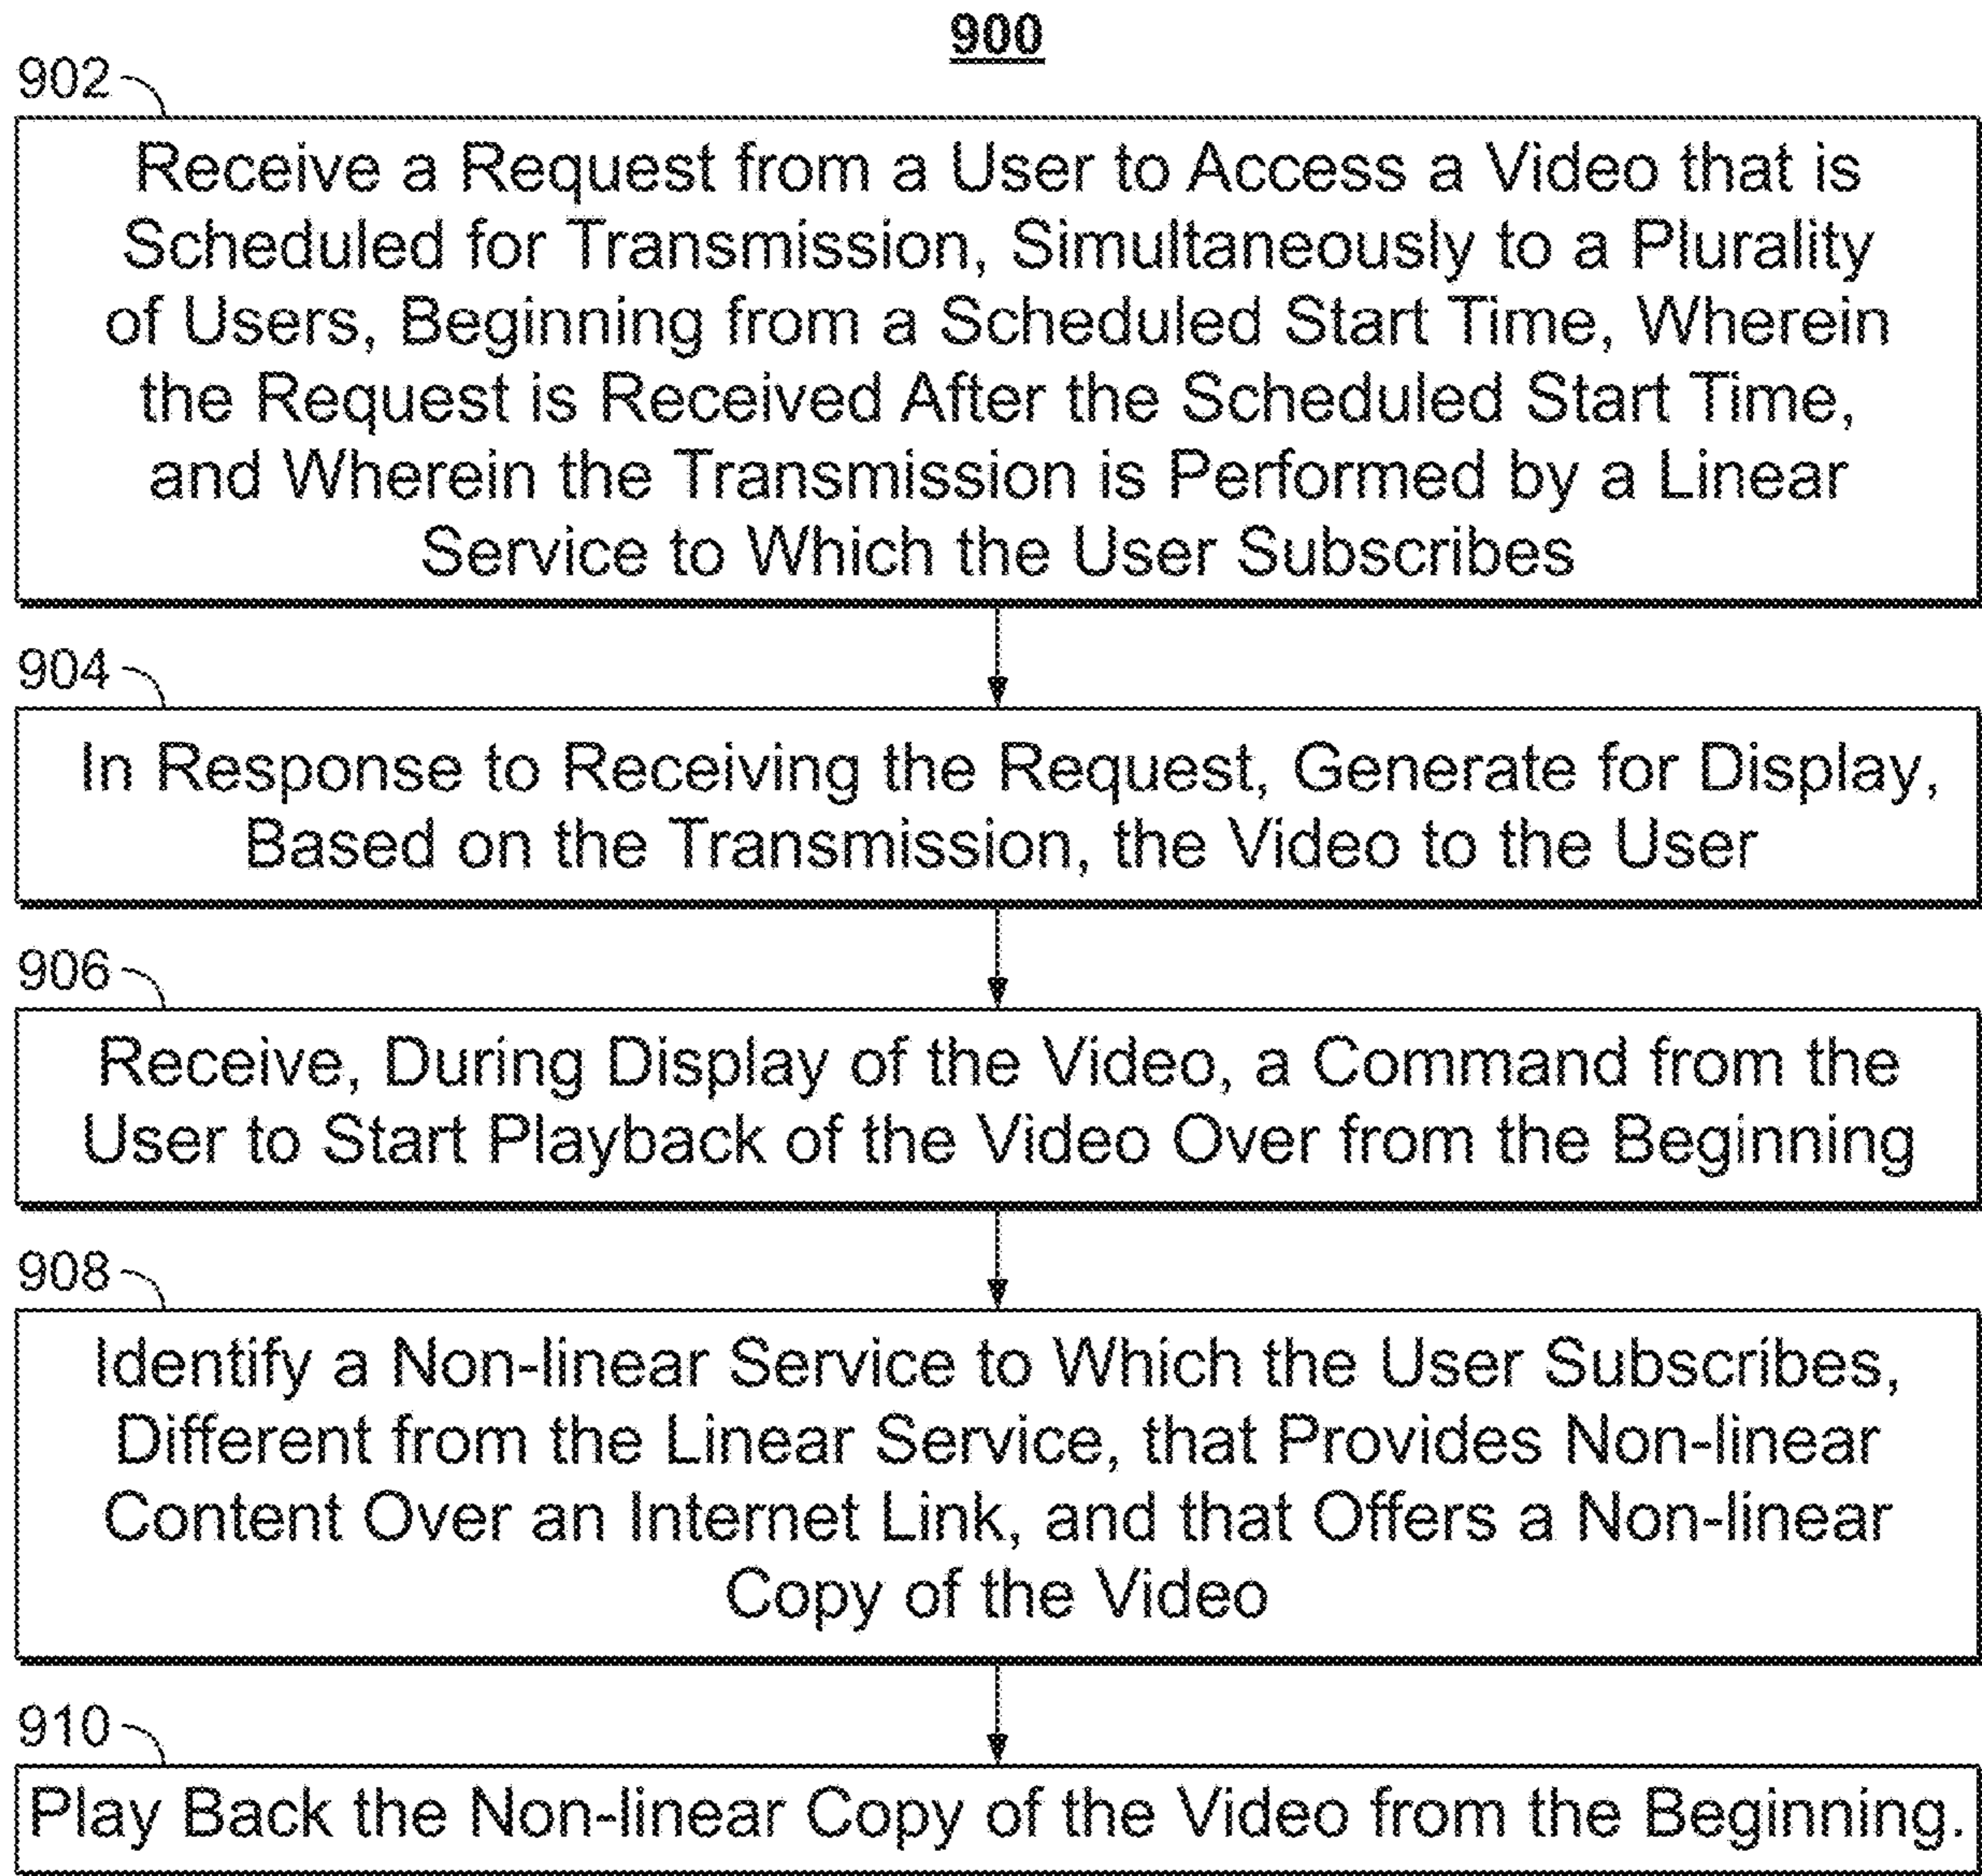 900
902
Receive a Request from a User to Access a Video that is
Scheduled for Transmission, Simultaneously to a Plurality
of Users, Beginning from a Scheduled Start Time, Wherein
the Request is Received After the Scheduled Start Time,
and Wherein the Transmission is Performed by a Linear
Service to Which the User Subscribes
904
In Response to Receiving the Request, Generate for Display,
Based on the Transmission, the Video to the User
906
Receive, During Display of the Video, a Command from the
User to Start Playback of the Video Over from the Beginning
908
Identify a Non-linear Service to Which the User Subscribes,
Different from the Linear Service, that Provides Non-linear
Content Over an Internet Link, and that Offers a Non-linear
Copy of the Video
910
Play Back the Non-linear Copy of the Video from the Beginning.